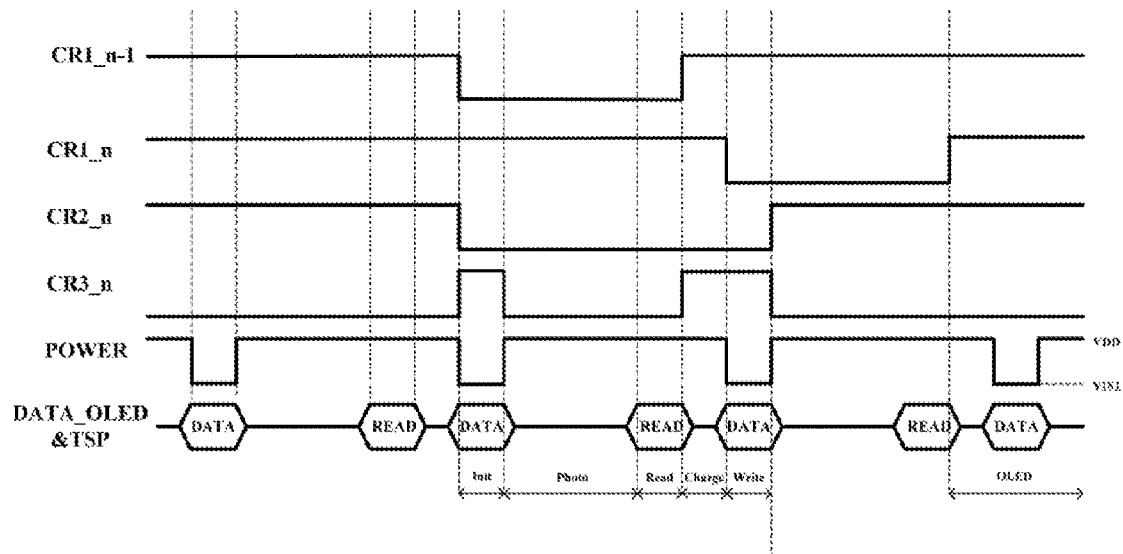 CR1_n-1
CR1_n
CR2_n
CR3_n
POWER
VDD
DATA_OLED
&TSP
DATA READ DATA READ DATA READ DATA
Init Photo Read Charge Write OLED